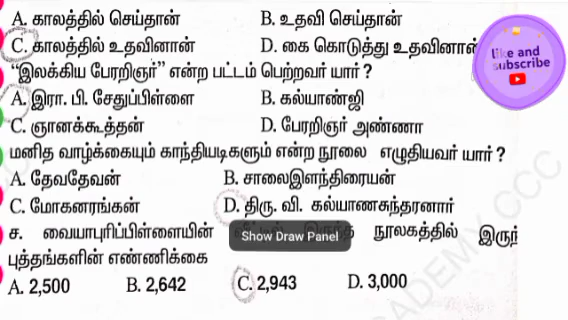 A. காலத்தில் செய்தான் B. உதவி செய்தான்
C. காலத்தில் உதவினான் D. கை கொடுத்து உதவினான்
like and
subscribe
“இலக்கிய பேரறிஞர்” என்ற பட்டம் பெற்றவர் யார் ?
A. இரா. பி. சேதுப்பிள்ளை B. கல்யாண்ஜி
C. ஞானக்கூத்தன் D. பேரறிஞர் அண்ணா
மனித வாழ்க்கையும் காந்தியடிகளும் என்ற நூலை எழுதியவர் யார் ?
A. தேவதேவன் B. சாலைஇளந்திரையன்
C. மோகனரங்கன் D. திரு. வி. கல்யாணசுந்தரனார்
ச. வையாபுரிப்பிள்ளையின் நூலகத்தில்
Show Draw Panel
புத்தங்களின் எண்ணிக்கை
A. 2,500 B. 2,642 C. 2,943 D. 3,000